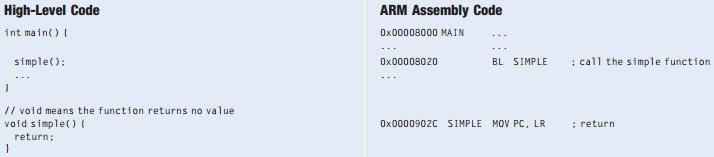 High-Level Code
int main() {
simple();
...
}
// void means the function returns no value
void simple() {
return;
}
ARM Assembly Code
0x00008000 MAIN ...
... ...
0x00008020 BL SIMPLE ; call the simple function
...
0x0000902C SIMPLE MOV PC, LR ; return